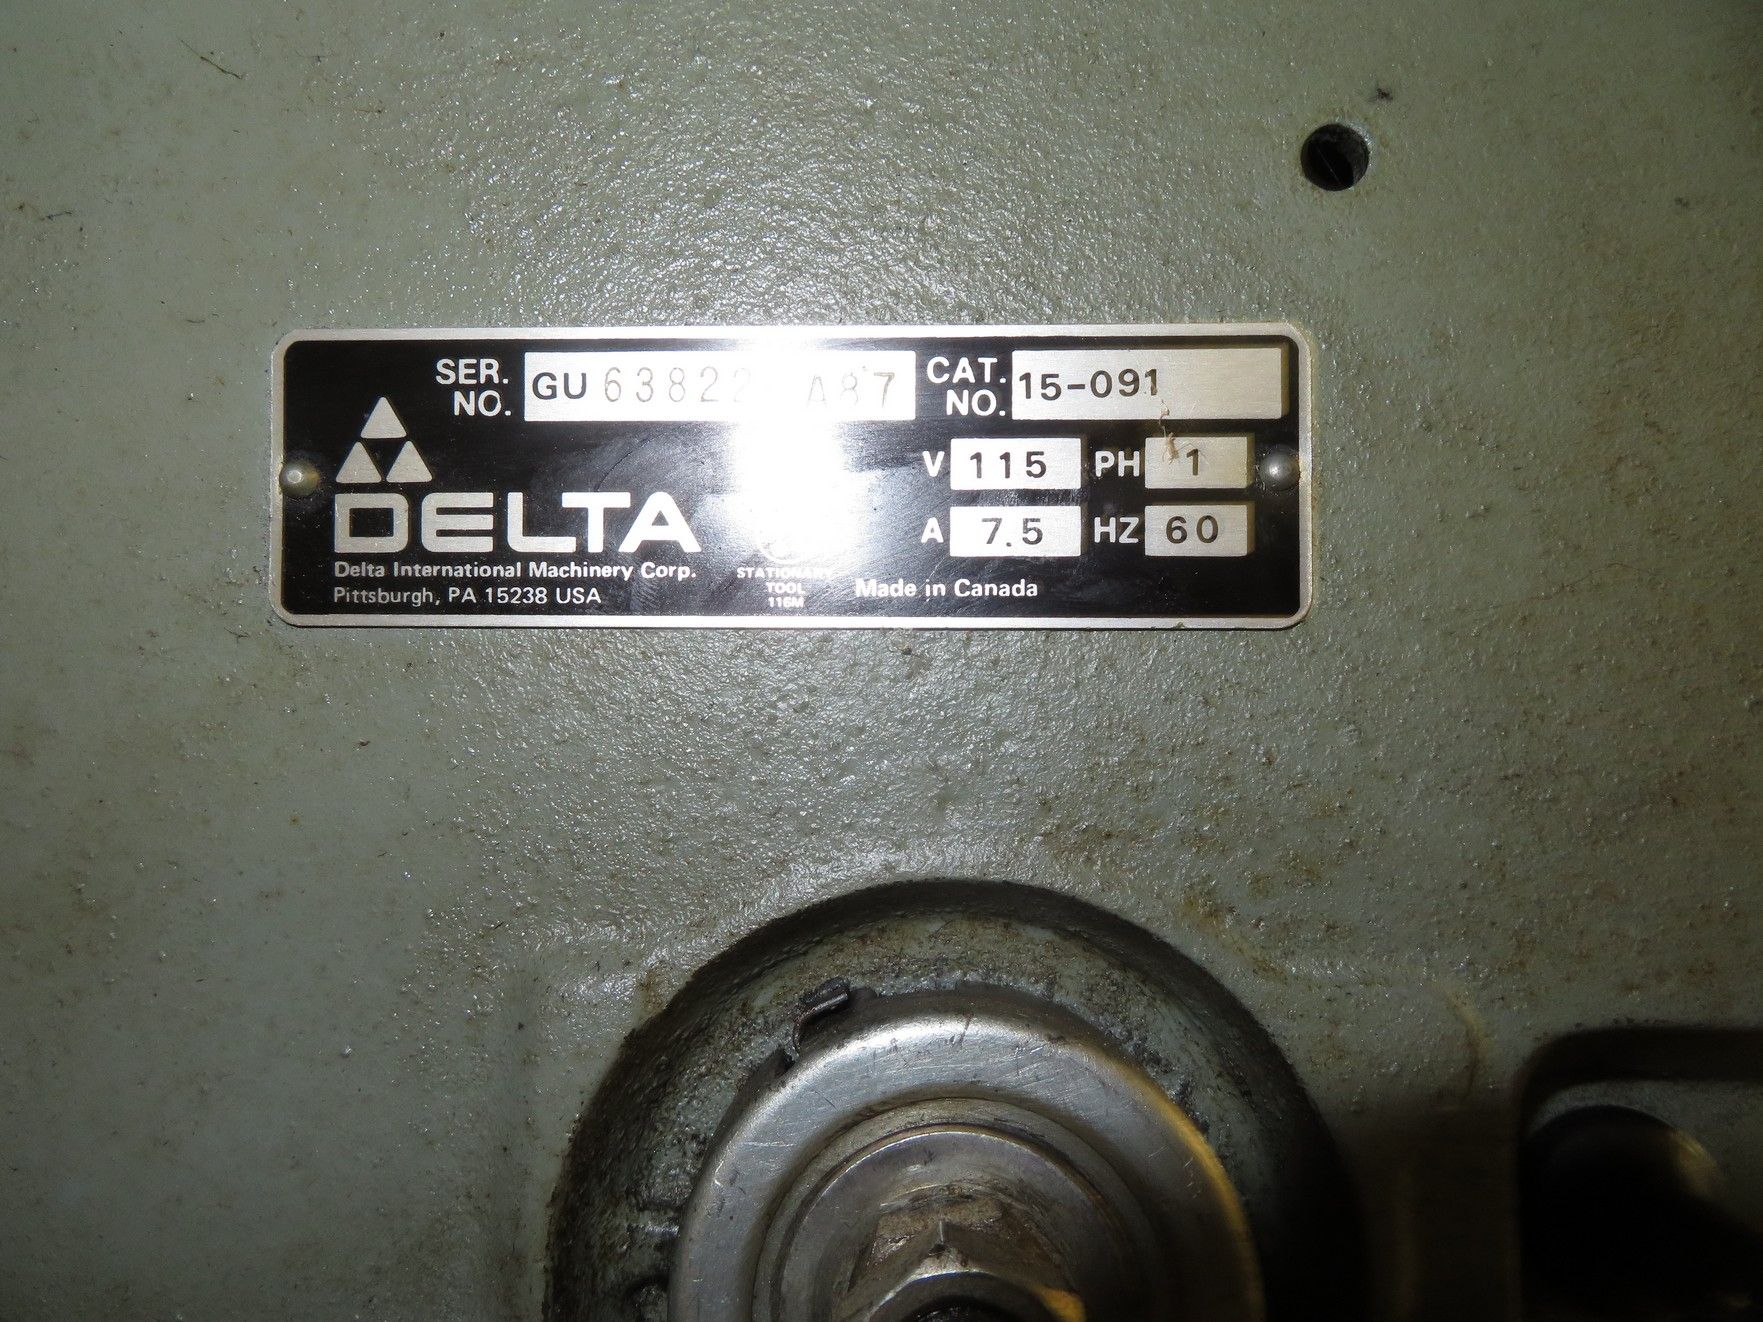 SER. NO. GU 63822 A87 CAT. NO. 15-091
V 115 PH 1
DELTA A 7.5 HZ 60
Delta International Machinery Corp.
Pittsburgh, PA 15238 USA
STATIONARY
TOOL
116M
Made in Canada